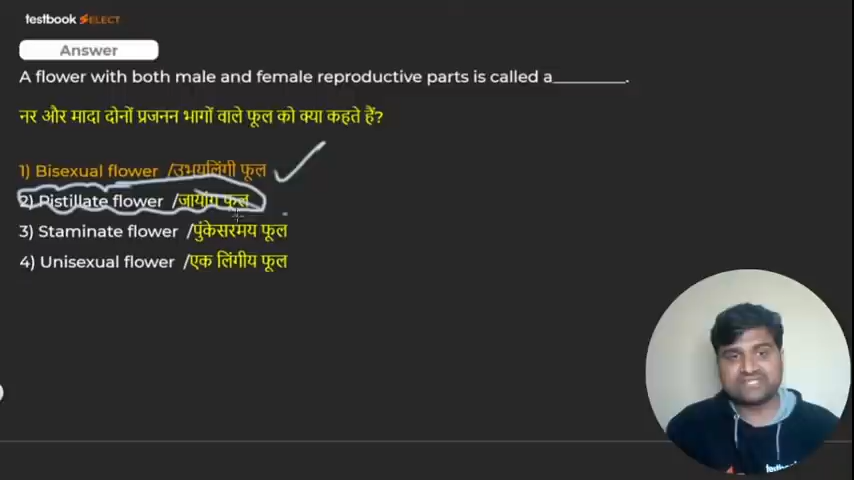 testbook SELECT
Answer
A flower with both male and female reproductive parts is called a_________.
नर और मादा दोनों प्रजनन भागों वाले फूल को क्या कहते हैं?
1) Bisexual flower /उभयलिंगी फूल
2) Pistillate flower /जायांग फूल
3) Staminate flower /पुंकेसरमय फूल
4) Unisexual flower /एक लिंगीय फूल